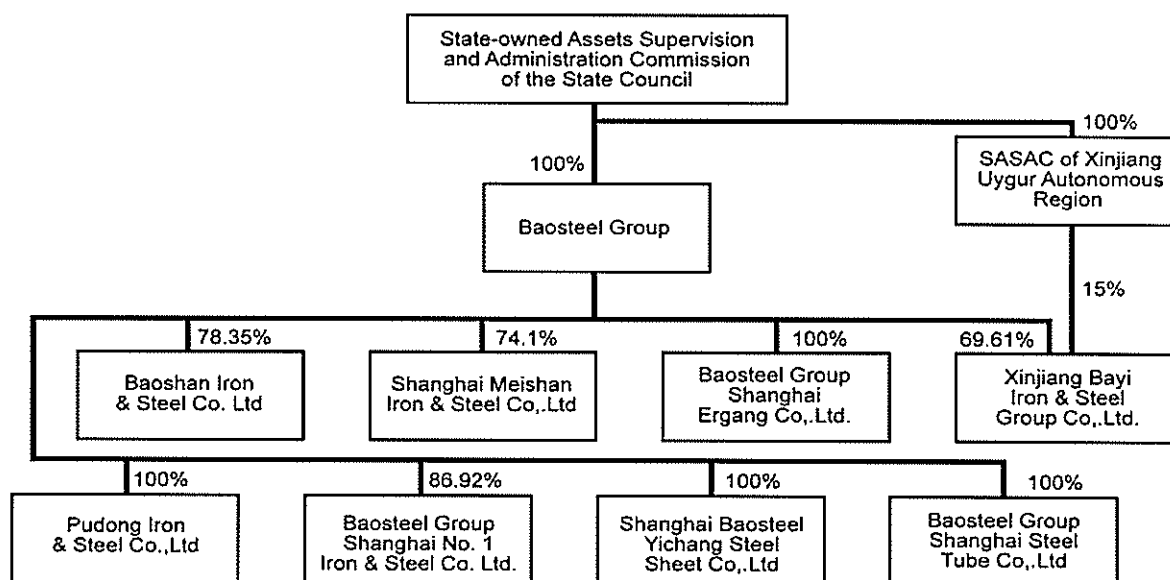 State-owned Assets Supervision
and Administration Commission
of the State Council
100%
100%
SASAC of Xinjiang
Uygur Autonomous
Region
Baosteel Group
15%
78.35%
74.1%
100%
69.61%
Baoshan Iron
& Steel Co. Ltd
Shanghai Meishan
Iron & Steel Co,.Ltd
Baosteel Group
Shanghai
Ergang Co,.Ltd.
Xinjiang Bayi
Iron & Steel
Group Co,.Ltd.
100%
86.92%
100%
100%
Pudong Iron
& Steel Co.,Ltd
Baosteel Group
Shanghai No. 1
Iron & Steel Co. Ltd.
Shanghai Baosteel
Yichang Steel
Sheet Co,.Ltd
Baosteel Group
Shanghai Steel
Tube Co,.Ltd